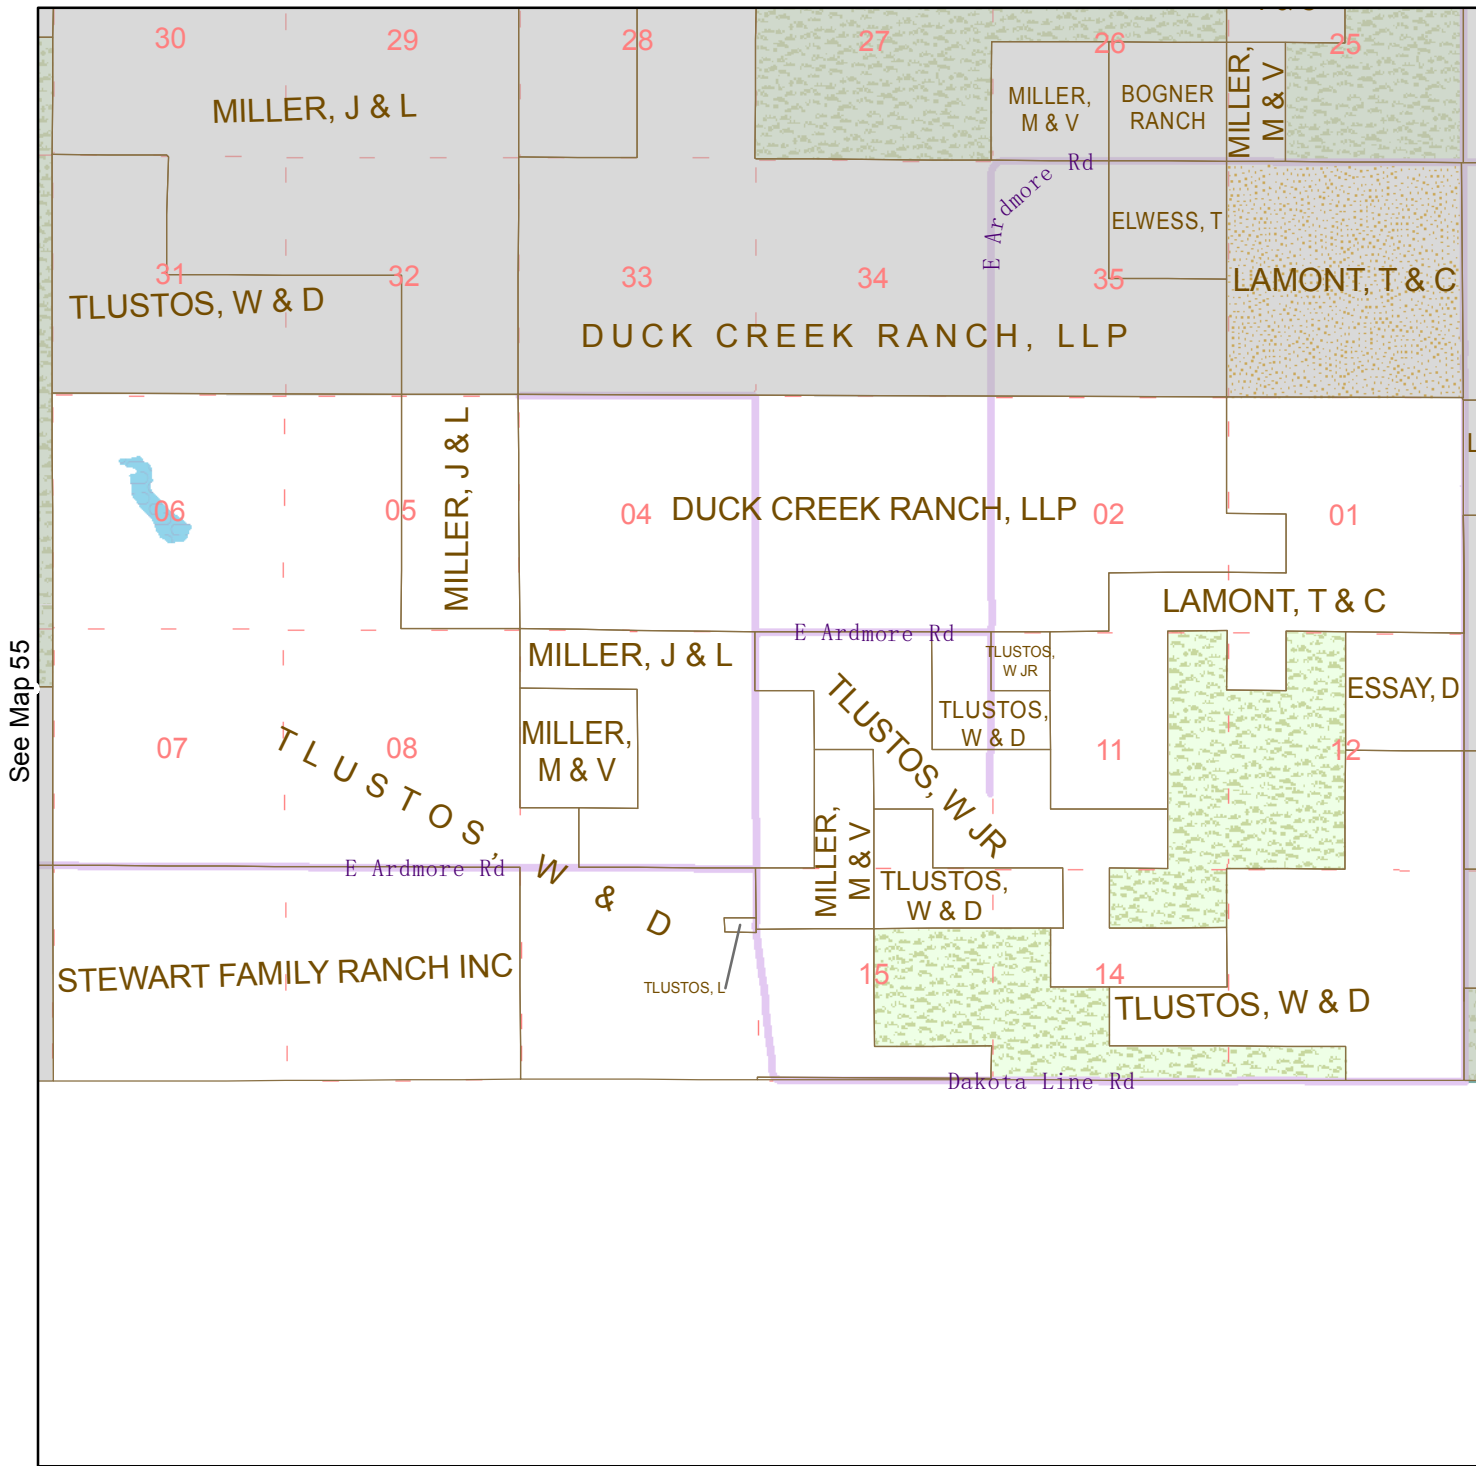 30
29
28
27
26
25
MILLER, J & L
MILLER,
M & V
BOGNER
RANCH
MILLER,
M & V
E Ardmore Rd
ELWESS, T
31
32
33
34
35
LAMONT, T & C
TLUSTOS, W & D
DUCK CREEK RANCH, LLP
MILLER, J & L
L
06
05
04
DUCK CREEK RANCH, LLP
02
01
LAMONT, T & C
E Ardmore Rd
See Map 55
MILLER, J & L
TLUSTOS,
W JR
TLUSTOS, W JR
ESSAY, D
TLUSTOS,
W & D
07
08
MILLER,
M & V
11
12
TLUSTOS, W & D
MILLER,
M & V
E Ardmore Rd
TLUSTOS,
W & D
STEWART FAMILY RANCH INC
TLUSTOS, L
15
14
TLUSTOS, W & D
Dakota Line Rd